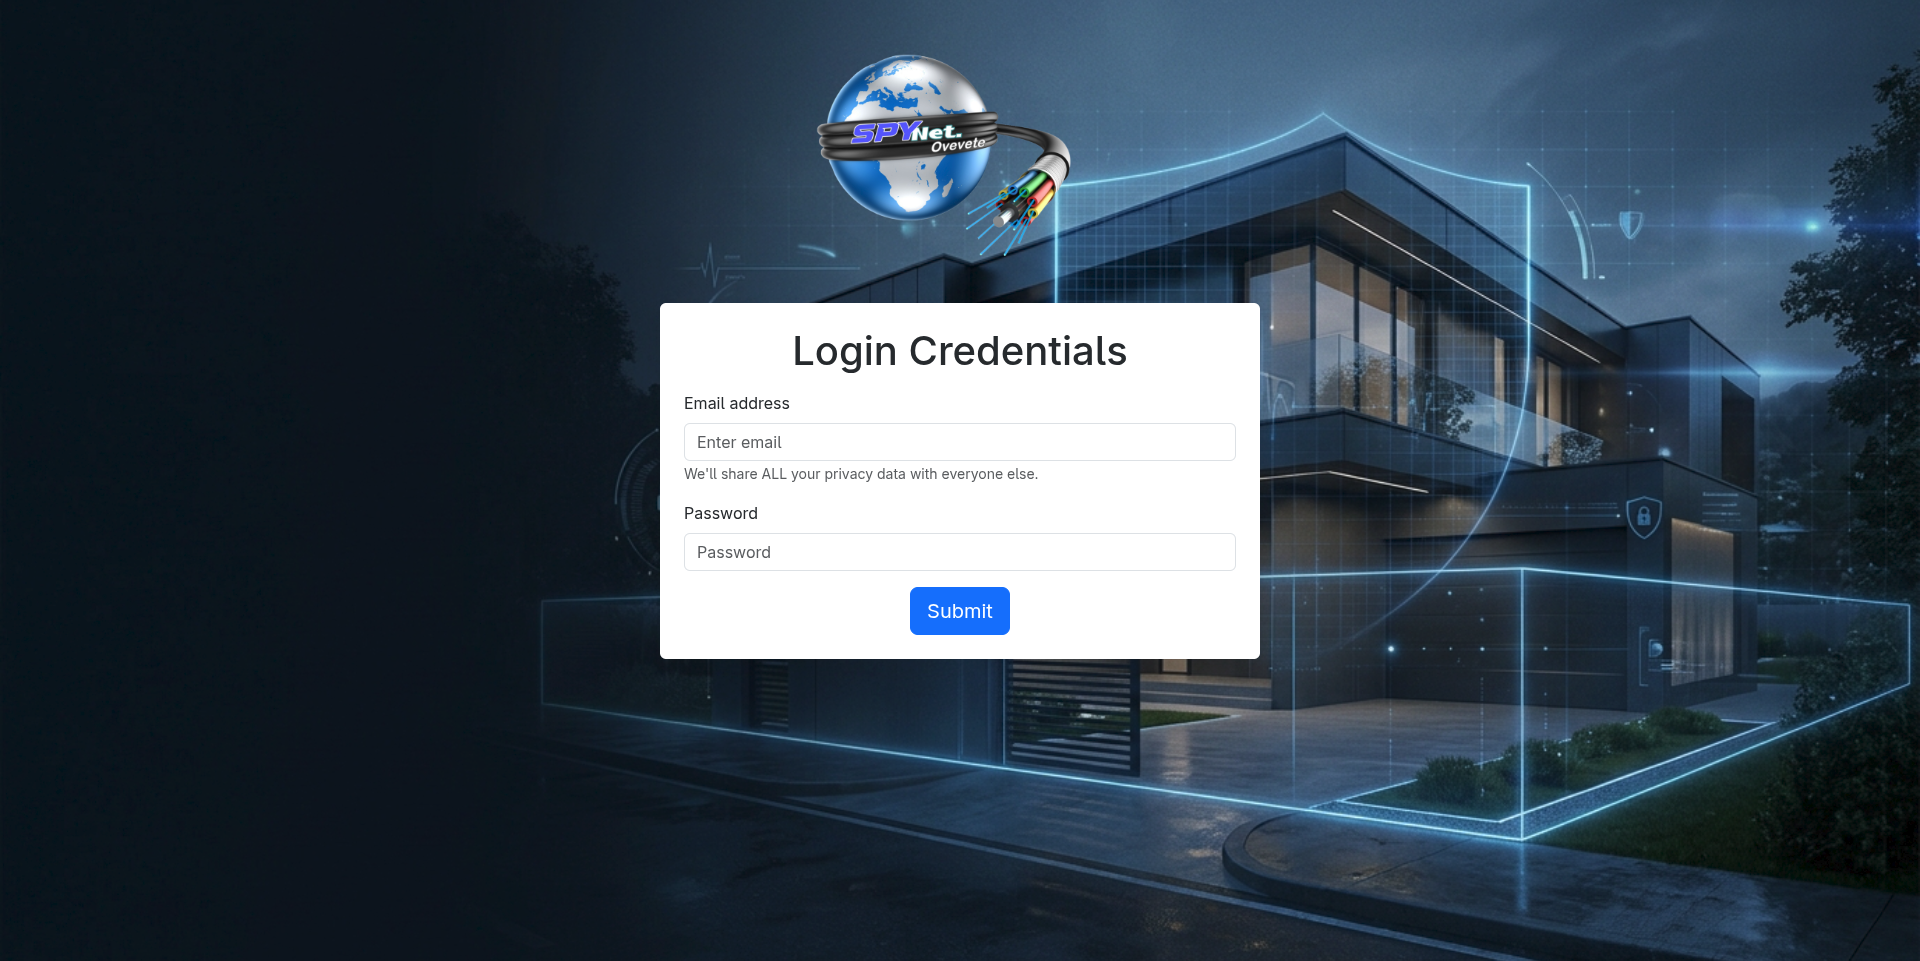 SPYNet.
Ovevete
Login Credentials
Email address
Enter email
We'll share ALL your privacy data with everyone else.
Password
Password
Submit